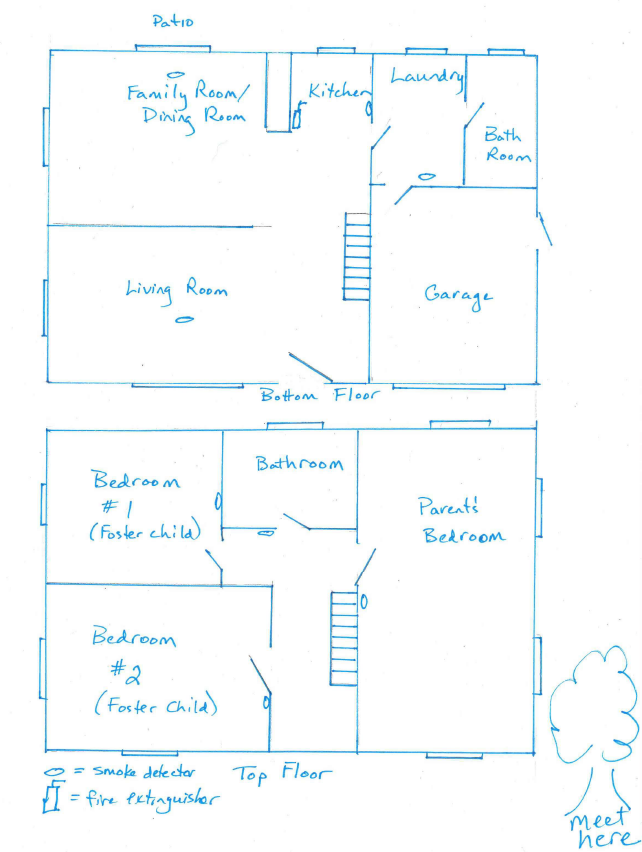 Patio
Family Room/
Dining Room
Kitchen
Laundry
Bath
Room
Living Room
Garage
Bottom Floor
Bedroom
#1
(Foster Child)
Bathroom
Parent's
Bedroom
Bedroom
#2
(Foster Child)
= smoke detector
Top Floor
= fire extinguisher
meet
here